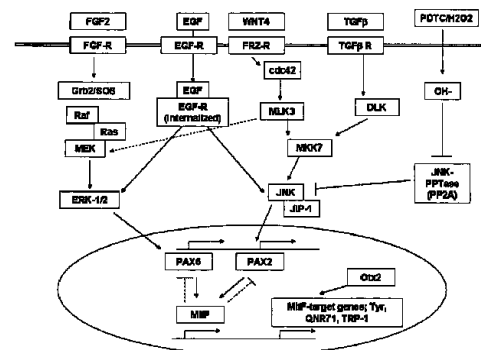 FGF2
EGF
WNT4
TGFβ
PDTC/H2O2
FGF-R
EGF-R
FRZ-R
TGFβ R
cdc42
Grb2/SOS
EGF
OH-
EGF-R
(internalized)
MLK3
DLK
Raf
Ras
MEK
MKK7
JNK-
PPTase
(PP2A)
ERK-1/2
JNK
JIP-1
PAX6
PAX2
Otx2
Mitf
Mitf-target genes; Tyr,
QNR71, TRP-1